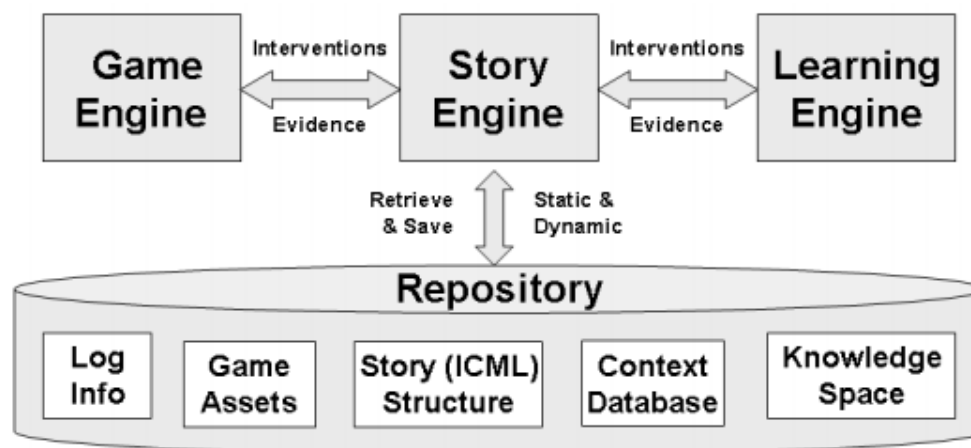 Game
Engine
Interventions
Evidence
Story
Engine
Interventions
Evidence
Learning
Engine
Retrieve
& Save
Static &
Dynamic
Repository
Log
Info
Game
Assets
Story (ICML)
Structure
Context
Database
Knowledge
Space